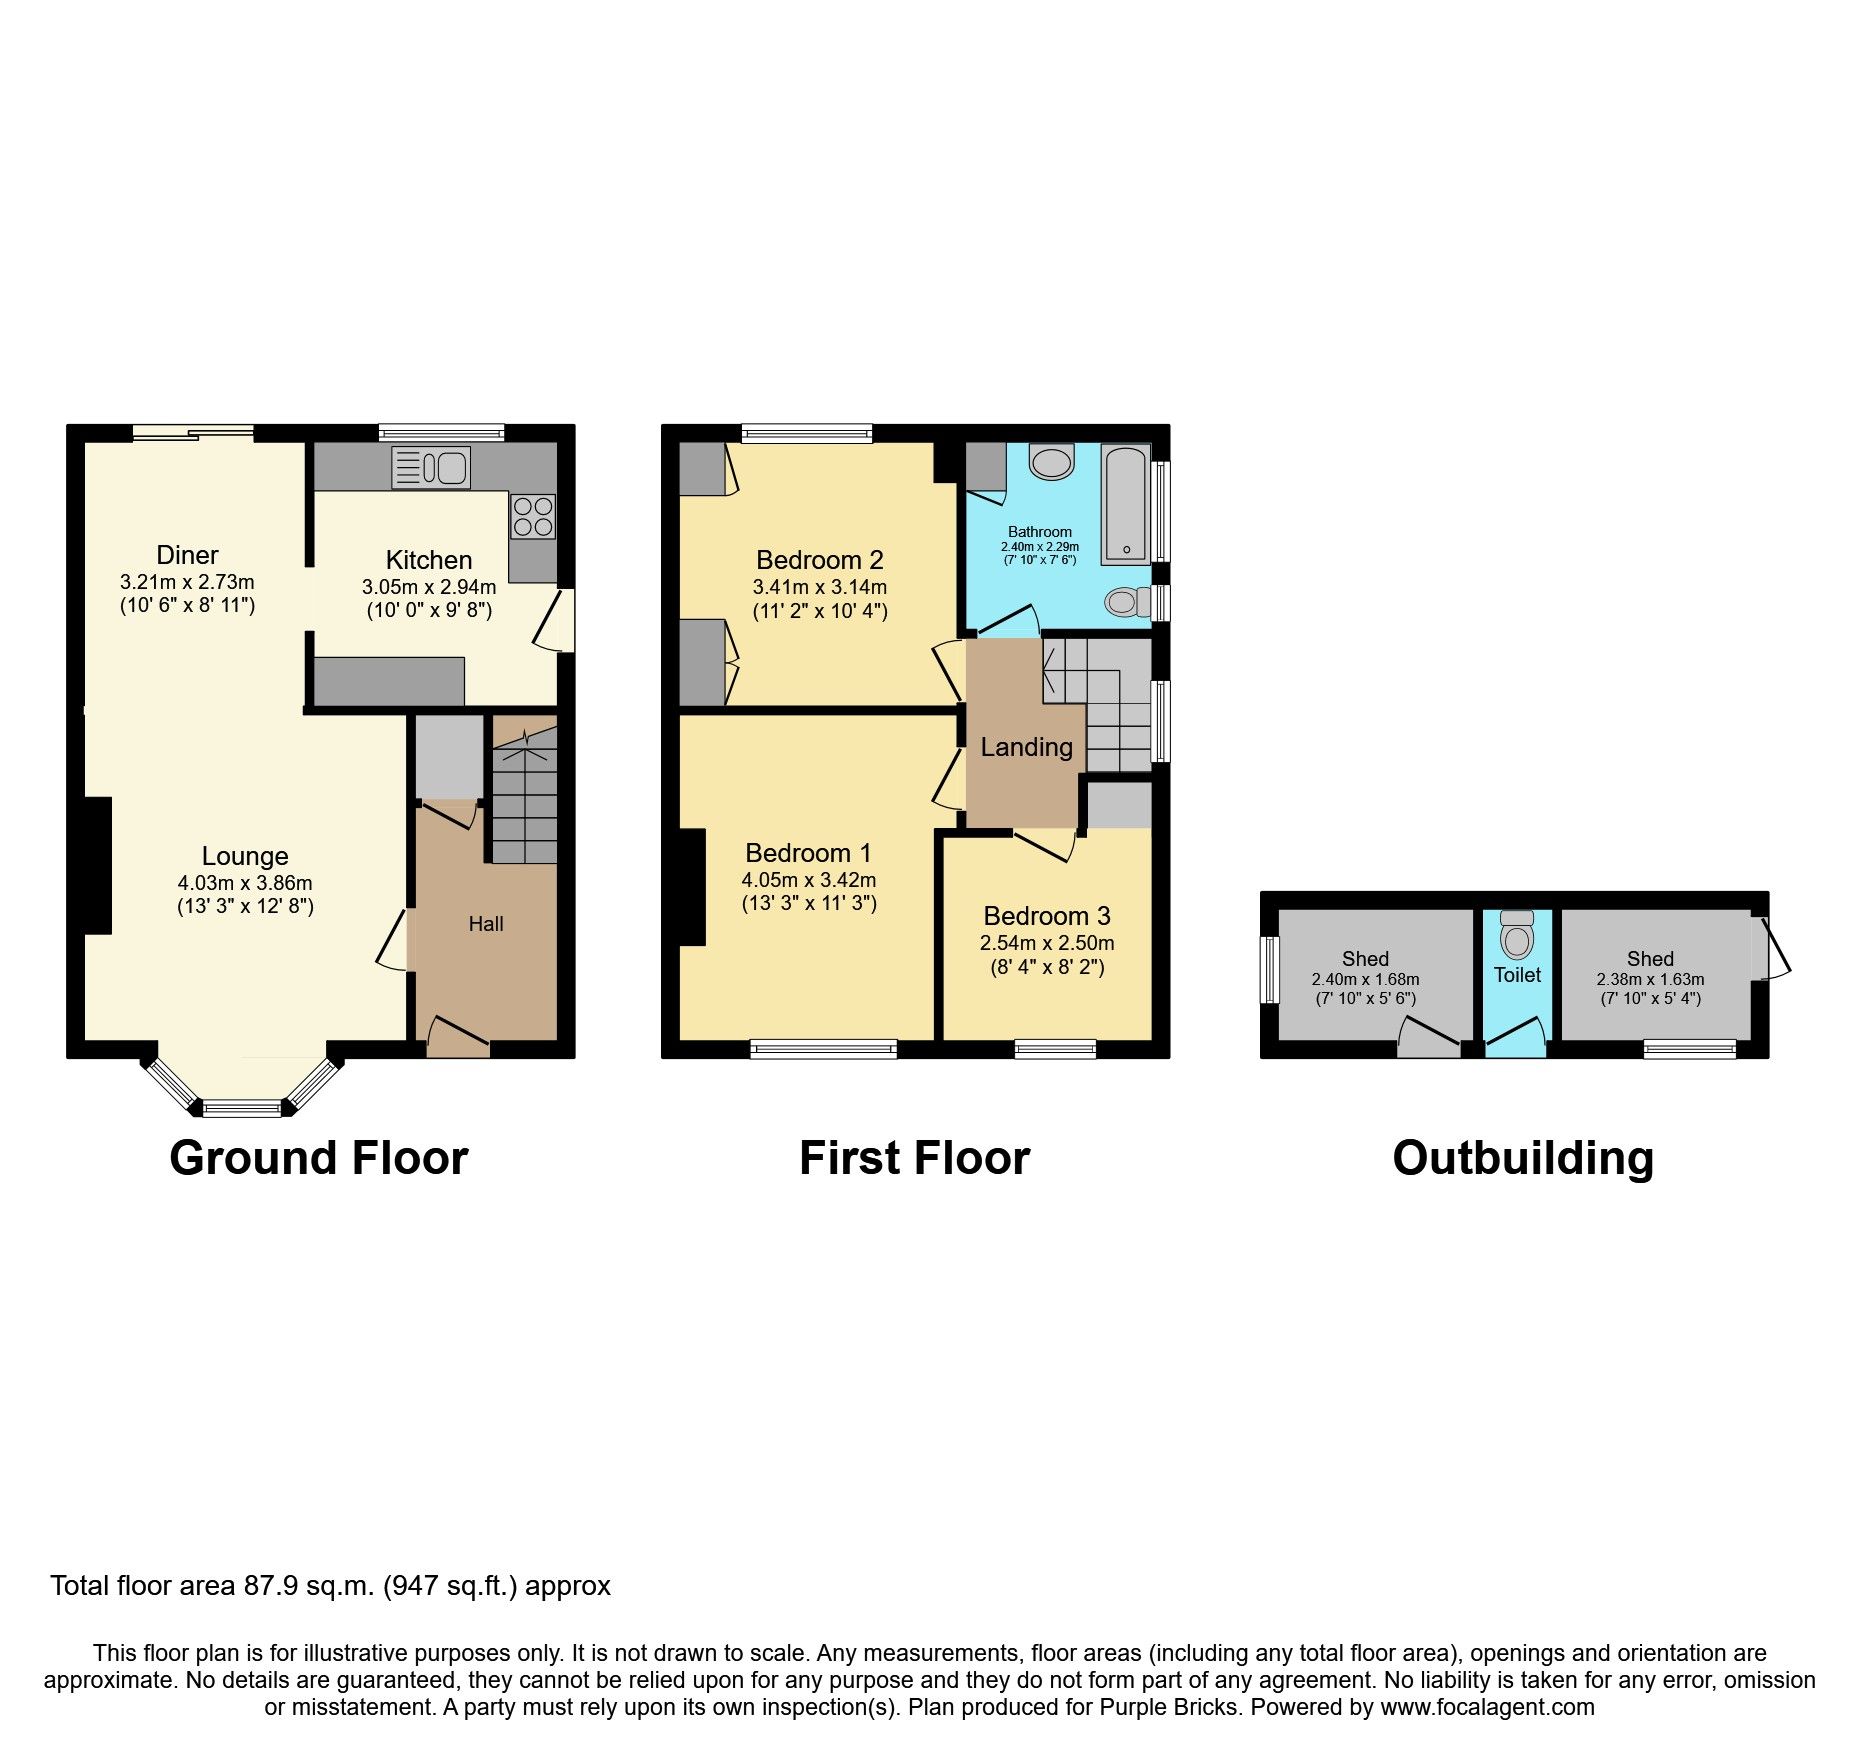 Diner
3.21m x 2.73m
(10' 6" x 8' 11")
Kitchen
3.05m x 2.94m
(10' 0" x 9' 8")
Lounge
4.03m x 3.86m
(13' 3" x 12' 8")
Hall
Ground Floor
Bedroom 2
3.41m x 3.14m
(11' 2" x 10' 4")
Bathroom
2.40m x 2.29m
(7' 10" x 7' 6")
Landing
Bedroom 1
4.05m x 3.42m
(13' 3" x 11' 3")
Bedroom 3
2.54m x 2.50m
(8' 4" x 8' 2")
First Floor
Shed
2.40m x 1.68m
(7' 10" x 5' 6")
Toilet
Shed
2.38m x 1.63m
(7' 10" x 5' 4")
Outbuilding
Total floor area 87.9 sq.m. (947 sq.ft.) approx
This floor plan is for illustrative purposes only. It is not drawn to scale. Any measurements, floor areas (including any total floor area), openings and orientation are
approximate. No details are guaranteed, they cannot be relied upon for any purpose and they do not form part of any agreement. No liability is taken for any error, omission
or misstatement. A party must rely upon its own inspection(s). Plan produced for Purple Bricks. Powered by www.focalagent.com